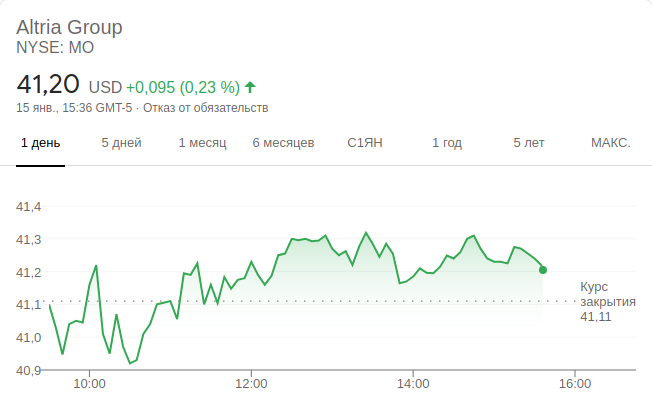 Altria Group
NYSE: MO
41,20 USD +0,095 (0,23 %)
15 янв., 15:36 GMT-5 · Отказ от обязательств
1 день 5 дней 1 месяц 6 месяцев С1ЯН 1 год 5 лет МАКС.
41,4
41,3
41,2
41,1
41,0
40,9
Курс
закрытия
41,11
10:00 12:00 14:00 16:00